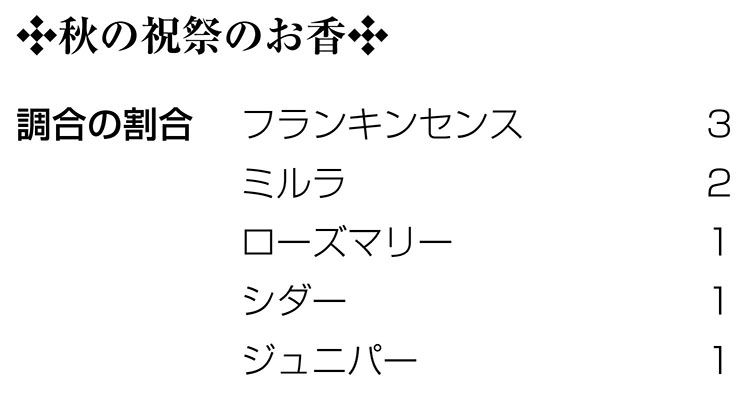 ✣秋の祝祭のお香✣
調合の割合 フランキンセンス 3
ミルラ 2
ローズマリー 1
シダー 1
ジュニパー 1